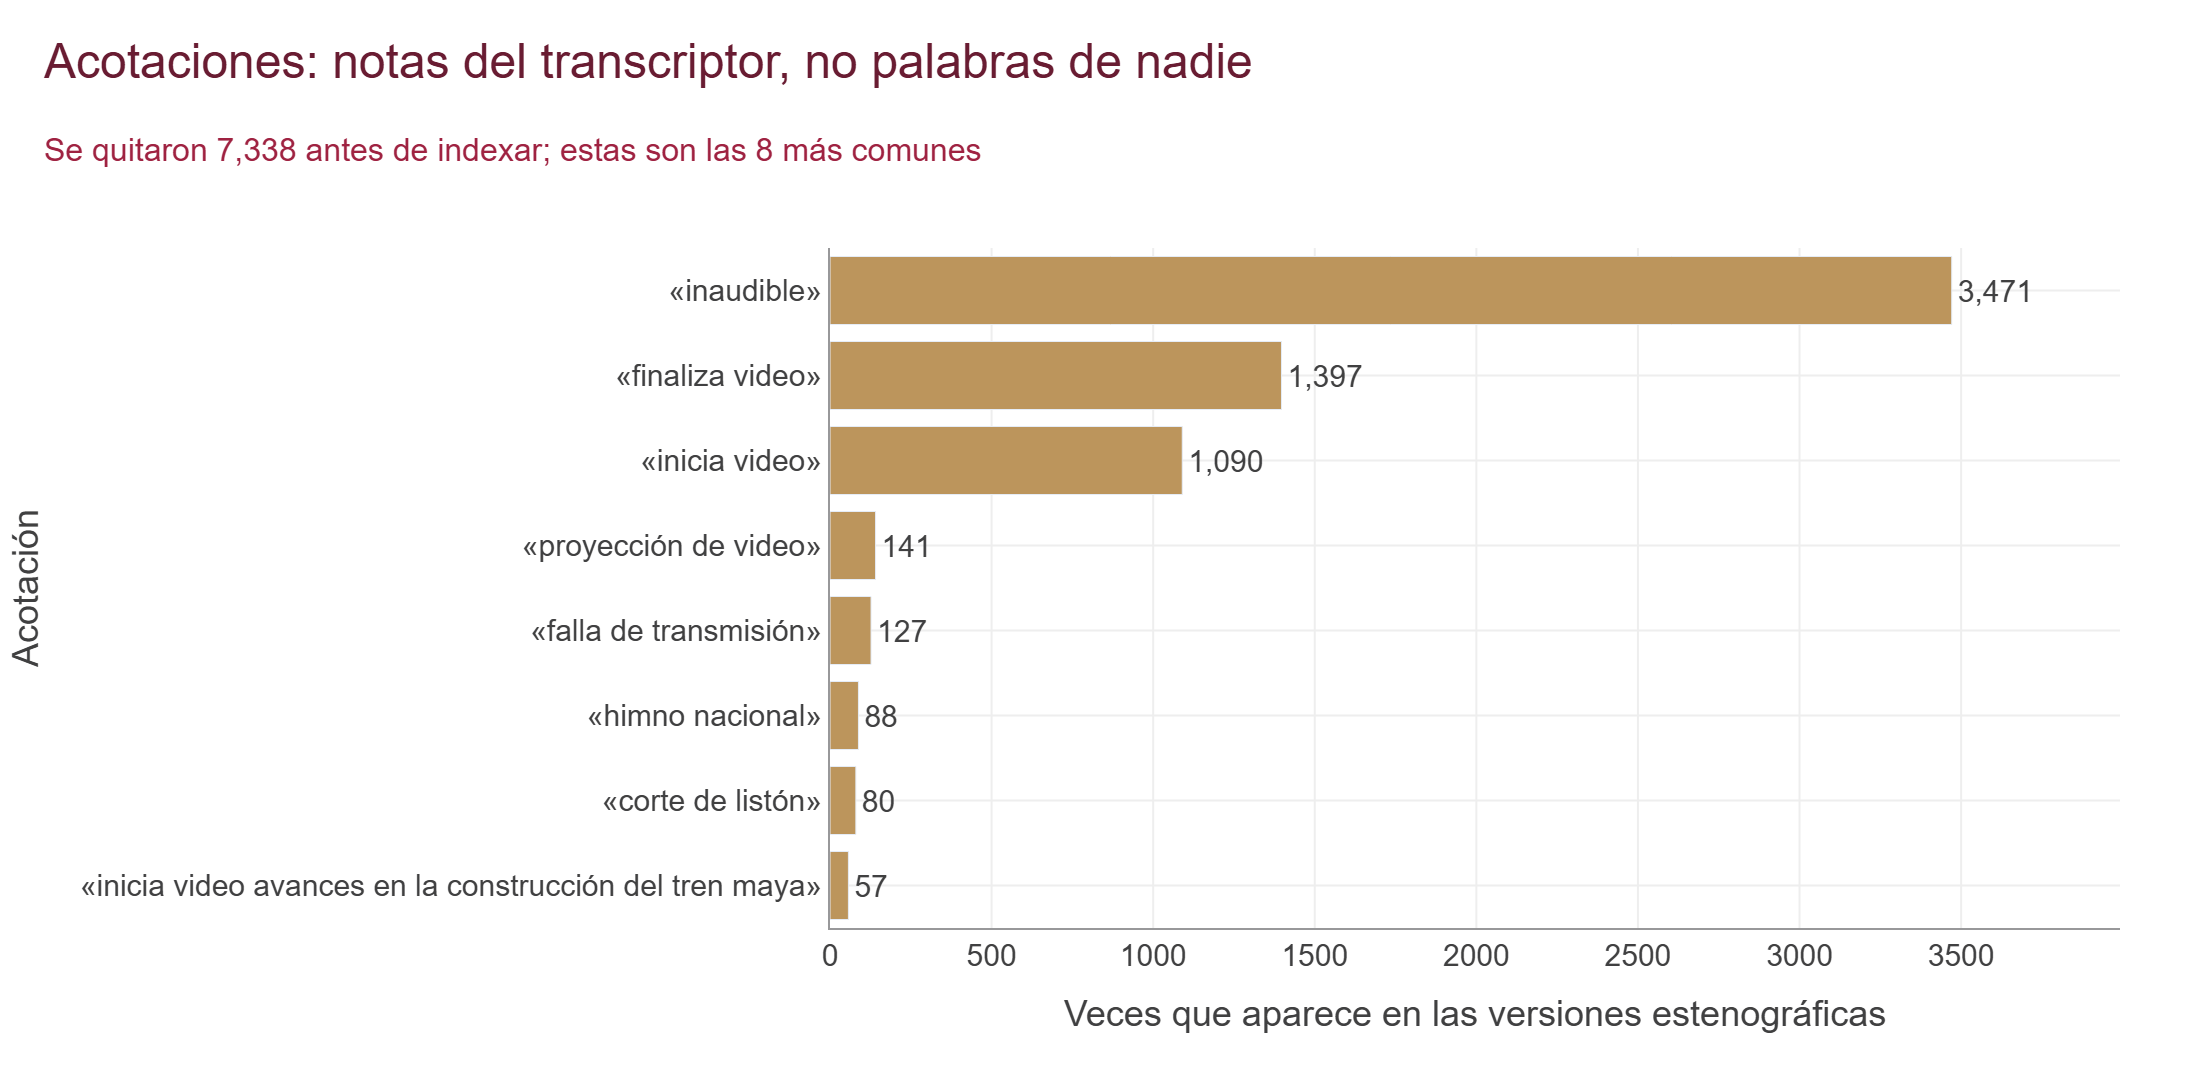 Acotaciones: notas del transcriptor, no palabras de nadie
Se quitaron 7,338 antes de indexar; estas son las 8 más comunes
Acotación
«inaudible» 3,471
«finaliza video» 1,397
«inicia video» 1,090
«proyección de video» 141
«falla de transmisión» 127
«himno nacional» 88
«corte de listón» 80
«inicia video avances en la construcción del tren maya» 57
0 500 1000 1500 2000 2500 3000 3500
Veces que aparece en las versiones estenográficas